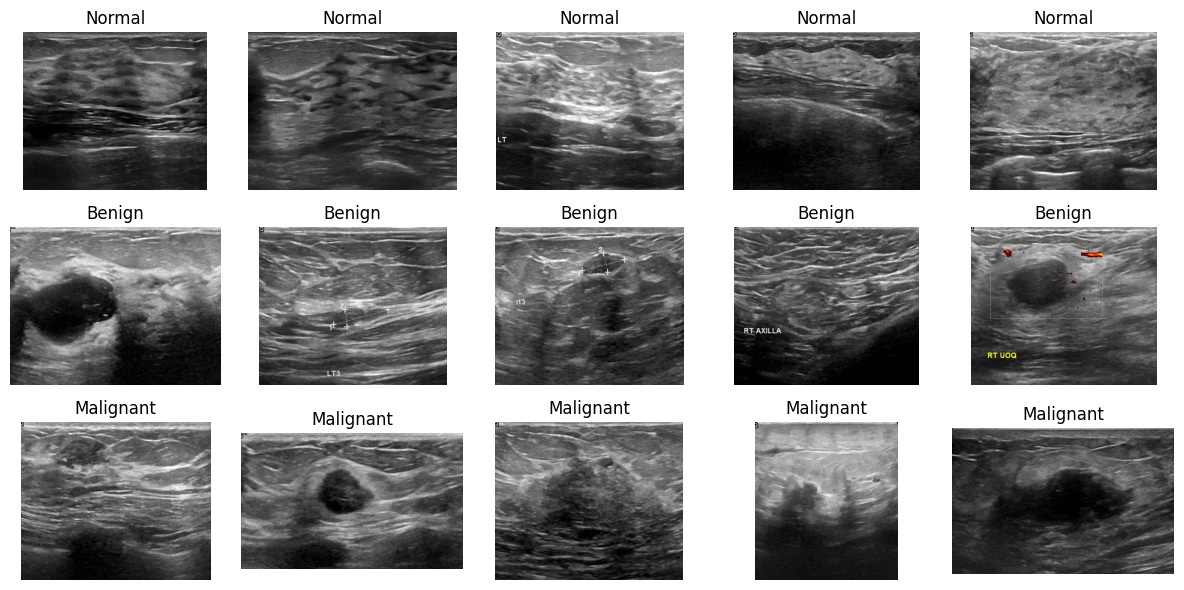 Normal
Normal
Normal
Normal
Normal
LT
Benign
Benign
Benign
Benign
Benign
rt3
RT AXILLA
RT UOQ
LT3
Malignant
Malignant
Malignant
Malignant
Malignant